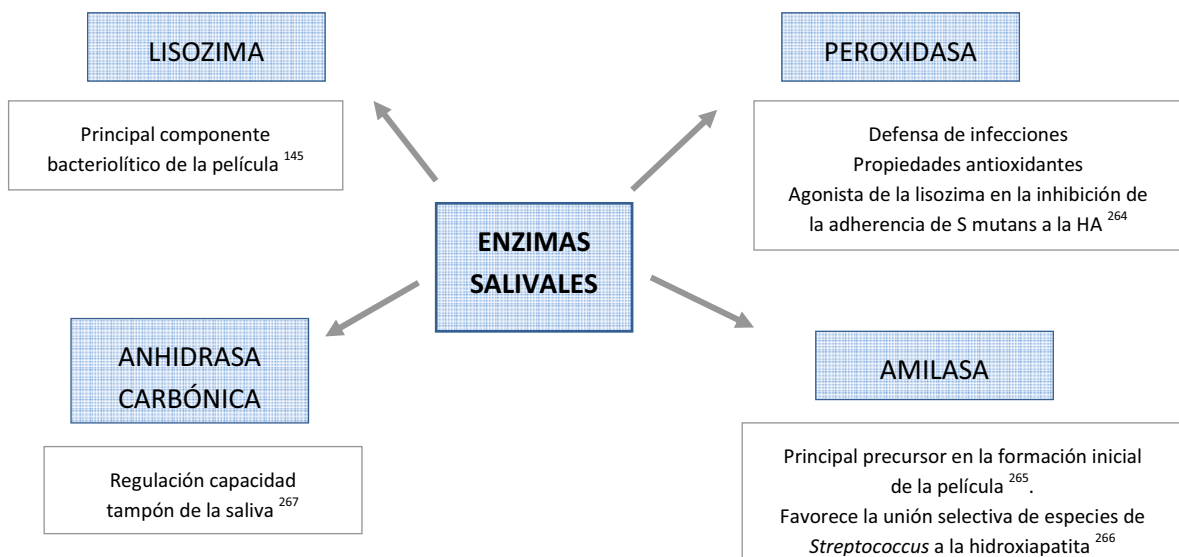 LISOZIMA
Principal componente
bacteriolítico de la película 145
PEROXIDASA
Defensa de infecciones
Propiedades antioxidantes
Agonista de la lisozima en la inhibición de
la adherencia de S mutans a la HA 264
ENZIMAS
SALIVALES
ANHIDRASA
CARBÓNICA
Regulación capacidad
tampón de la saliva 267
AMILASA
Principal precursor en la formación inicial
de la película 265.
Favorece la unión selectiva de especies de
Streptococcus a la hidroxiapatita 266